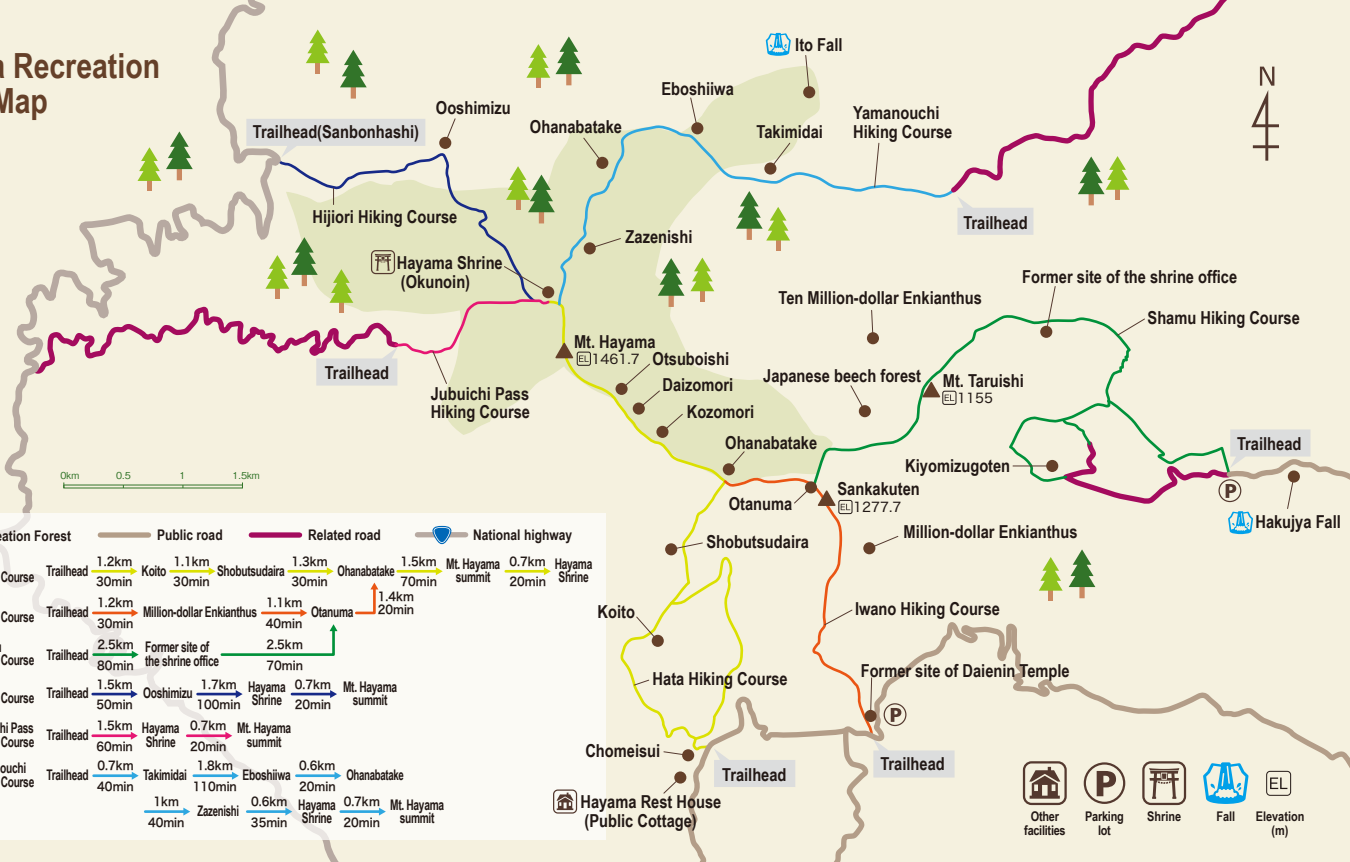 a Recreation
Map
Ito Fall
Eboshiiwa
Yamanouchi
Hiking Course
N
Ooshimizu
Ohanabatake
Takimidai
Trailhead(Sanbonhashi)
Hijiori Hiking Course
Trailhead
Zazenishi
Hayama Shrine
(Okunoin)
Former site of the shrine office
Ten Million-dollar Enkianthus
Shamu Hiking Course
Mt. Hayama
EL 1461.7
Otsuboishi
Trailhead
Daizomori
Japanese beech forest
Mt. Taruishi
EL 1155
Jubuichi Pass
Hiking Course
Kozomori
Ohanabatake
Trailhead
Kiyomizugoten
0km 0.5 1 1.5km
Otanuma
Sankakuten
EL 1277.7
P
Hakujya Fall
Shobutsudaira
Million-dollar Enkianthus
Koito
Iwano Hiking Course
Hata Hiking Course
Former site of Daienin Temple
P
Chomeisui
Trailhead
Trailhead
Hayama Rest House
(Public Cottage)
eation Forest Public road Related road National highway
1.2km 1.1km 1.3km 1.5km 0.7km
Course Trailhead Koito Shobutsudaira Ohanabatake Mt. Hayama summit Hayama Shrine
30min 30min 30min 70min 20min
1.2km 1.1km 1.4km
Course Trailhead Million-dollar Enkianthus Otanuma 20min
30min 40min
2.5km 2.5km
Course Trailhead Former site of the shrine office
80min 70min
1.5km 1.7km 0.7km
Course Trailhead Ooshimizu Hayama Shrine Mt. Hayama summit
50min 100min 20min
hi Pass 1.5km 0.7km
Course Trailhead Hayama Shrine Mt. Hayama summit
60min 20min
ouchi 0.7km 1.8km 0.6km
Course Trailhead Takimidai Eboshiiwa Ohanabatake
40min 110min 20min
1km 0.6km 0.7km
Zazenishi Hayama Shrine Mt. Hayama summit
40min 35min 20min
P EL
Other
facilities
Parking
lot
Shrine
Fall
Elevation
(m)